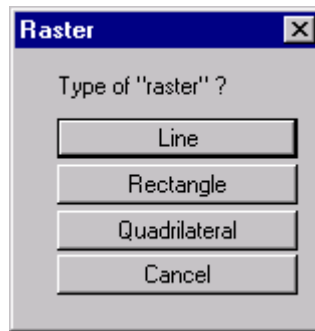 Raster
Type of "raster" ?
Line
Rectangle
Quadrilateral
Cancel